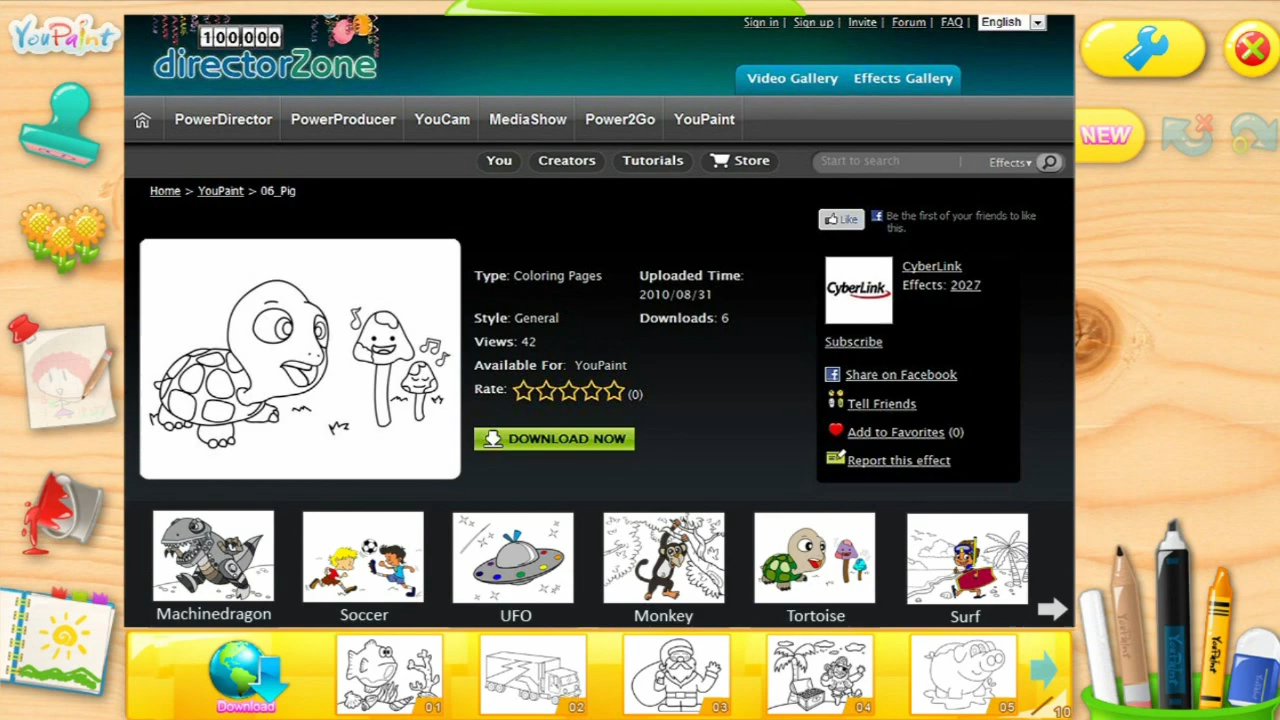 YouPaint
100,000
directorZone
Sign in | Sign up | Invite | Forum | FAQ | English
Video Gallery Effects Gallery
PowerDirector PowerProducer YouCam MediaShow Power2Go YouPaint
NEW
You Creators Tutorials Store Start to search Effects
Home > YouPaint > 06_Pig
Like Be the first of your friends to like
this.
Type: Coloring Pages Uploaded Time:
2010/08/31
Style: General Downloads: 6
Views: 42
Available For: YouPaint
Rate: (0)
DOWNLOAD NOW
CyberLink
CyberLink
Effects: 2027
Subscribe
Share on Facebook
Tell Friends
Add to Favorites (0)
Report this effect
Machinedragon Soccer UFO Monkey Tortoise Surf
Download 01 02 03 04 05 10
YouPaint
YouPaint